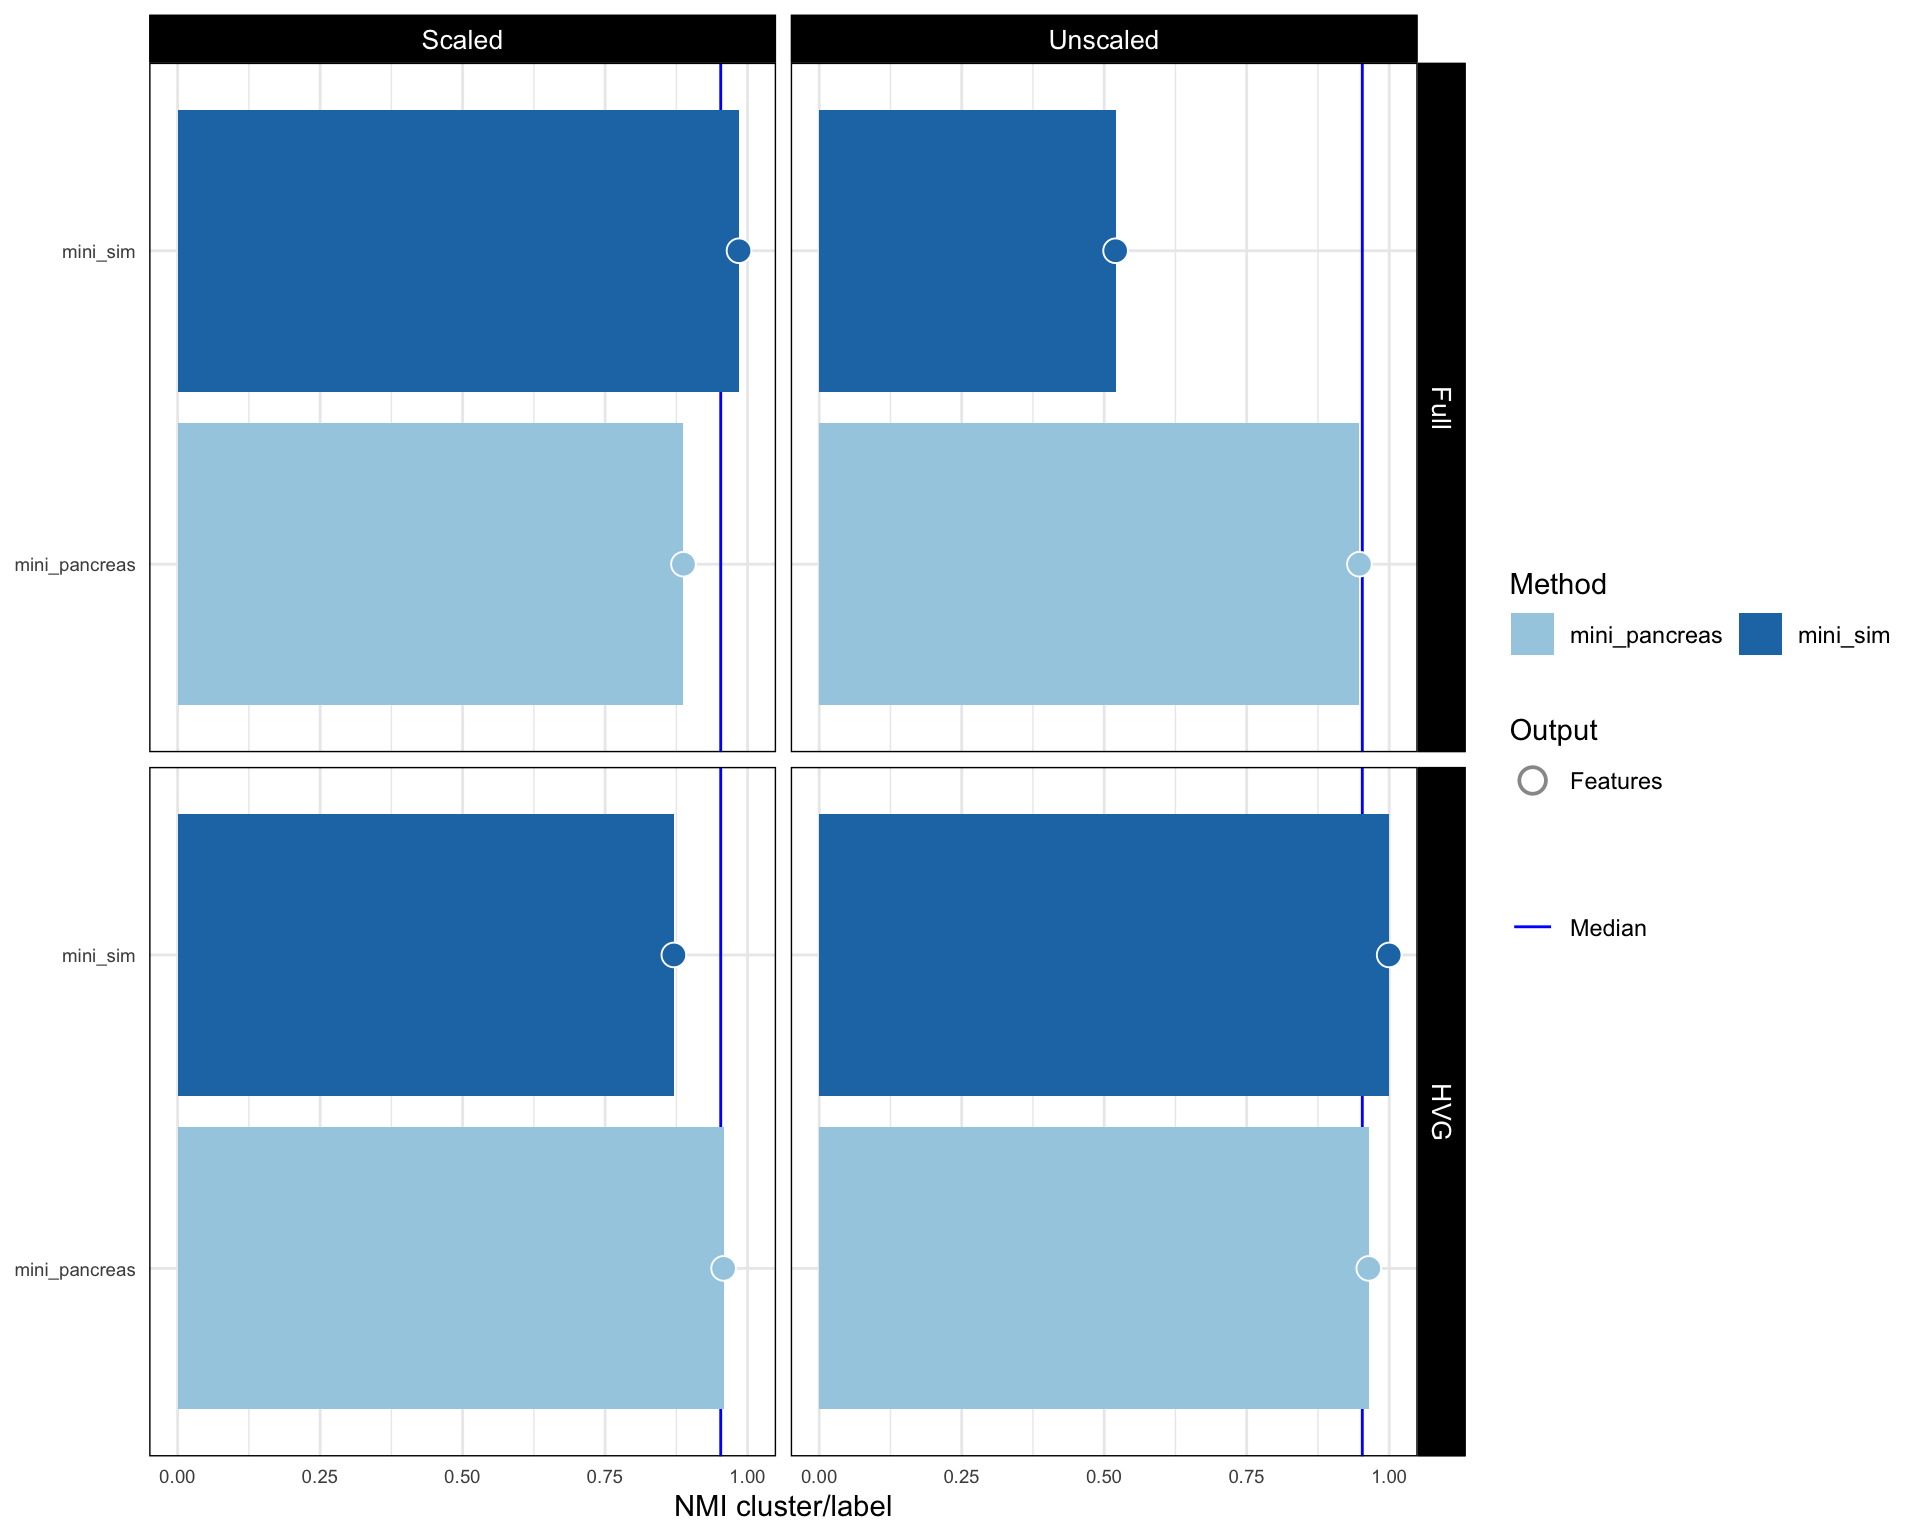 Scaled
Unscaled
mini_sim
mini_pancreas
Full
mini_sim
mini_pancreas
HVG
0.00 0.25 0.50 0.75 1.00
0.00 0.25 0.50 0.75 1.00
NMI cluster/label
Method
mini_pancreas
mini_sim
Output
Features
Median